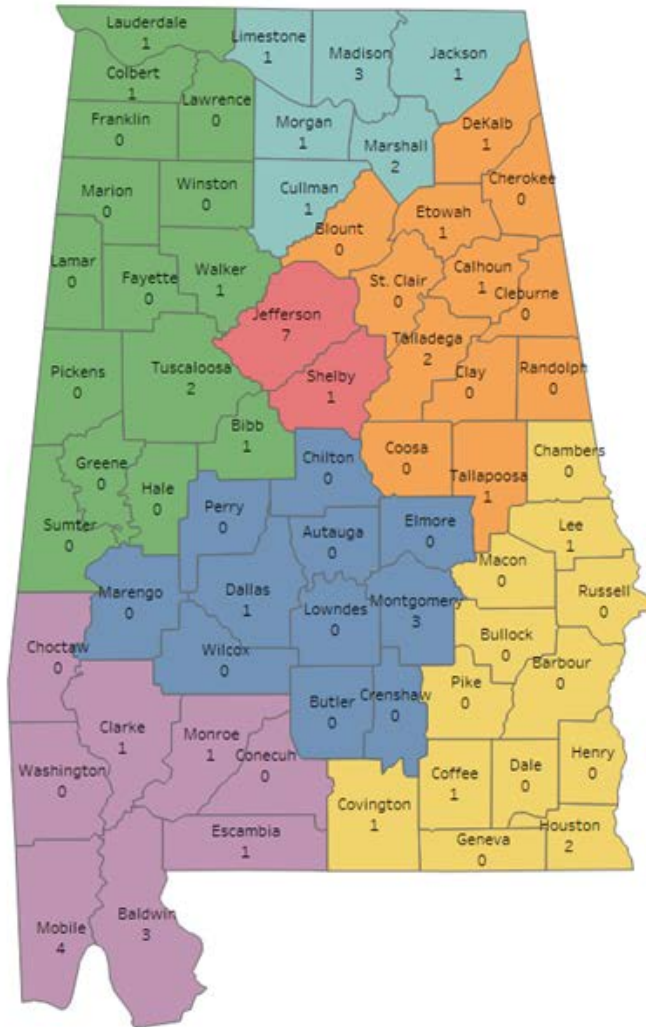 Lauderdale
1
Limestone
1
Madison
3
Jackson
1
Colbert
1
Lawrence
0
Franklin
0
Morgan
1
Marshall
2
DeKalb
1
Cherokee
0
Marion
0
Winston
0
Cullman
1
Blount
0
Etowah
1
Lamar
0
Fayette
0
Walker
1
St. Clair
0
Calhoun
1
Cleburne
0
Jefferson
7
Talladega
2
Pickens
0
Tuscaloosa
2
Shelby
1
Clay
0
Randolph
0
Bibb
1
Greene
0
Hale
0
Chilton
0
Coosa
0
Tallapoosa
1
Chambers
0
Sumter
0
Perry
0
Autauga
0
Elmore
0
Lee
1
Macon
0
Russell
0
Marengo
0
Dallas
1
Lowndes
0
Montgomery
3
Bullock
0
Choctaw
0
Wilcox
0
Butler
0
Crenshaw
0
Pike
0
Barbour
0
Clarke
1
Monroe
1
Conecuh
0
Washington
0
Covington
1
Coffee
1
Dale
0
Henry
0
Escambia
1
Geneva
0
Houston
2
Mobile
4
Baldwin
3